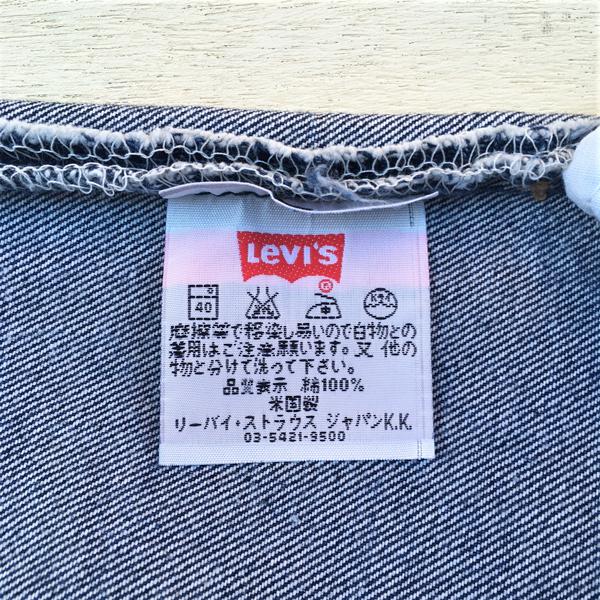 Levi's
®
40
摩擦等で移染し易いので白物との
着用はご注意願います。又 他の
物と分けて洗って下さい。
品質表示 綿100%
米国製
リーバイ・ストラウス ジャパンK.K.
03-5421-9500